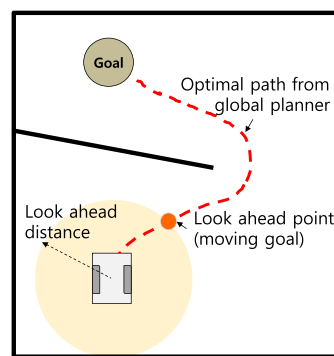 Goal
Optimal path from
global planner
Look ahead
distance
Look ahead point
(moving goal)